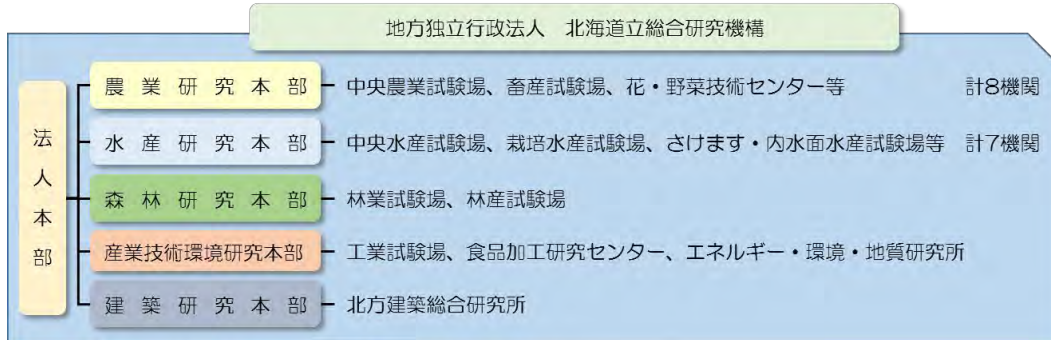 地方独立行政法人　北海道立総合研究機構
法人本部
農業研究本部　中央農業試験場、畜産試験場、花・野菜技術センター等　計8機関
水産研究本部　中央水産試験場、栽培水産試験場、さけます・内水面水産試験場等　計7機関
森林研究本部　林業試験場、林産試験場
産業技術環境研究本部　工業試験場、食品加工研究センター、エネルギー・環境・地質研究所
建築研究本部　北方建築総合研究所